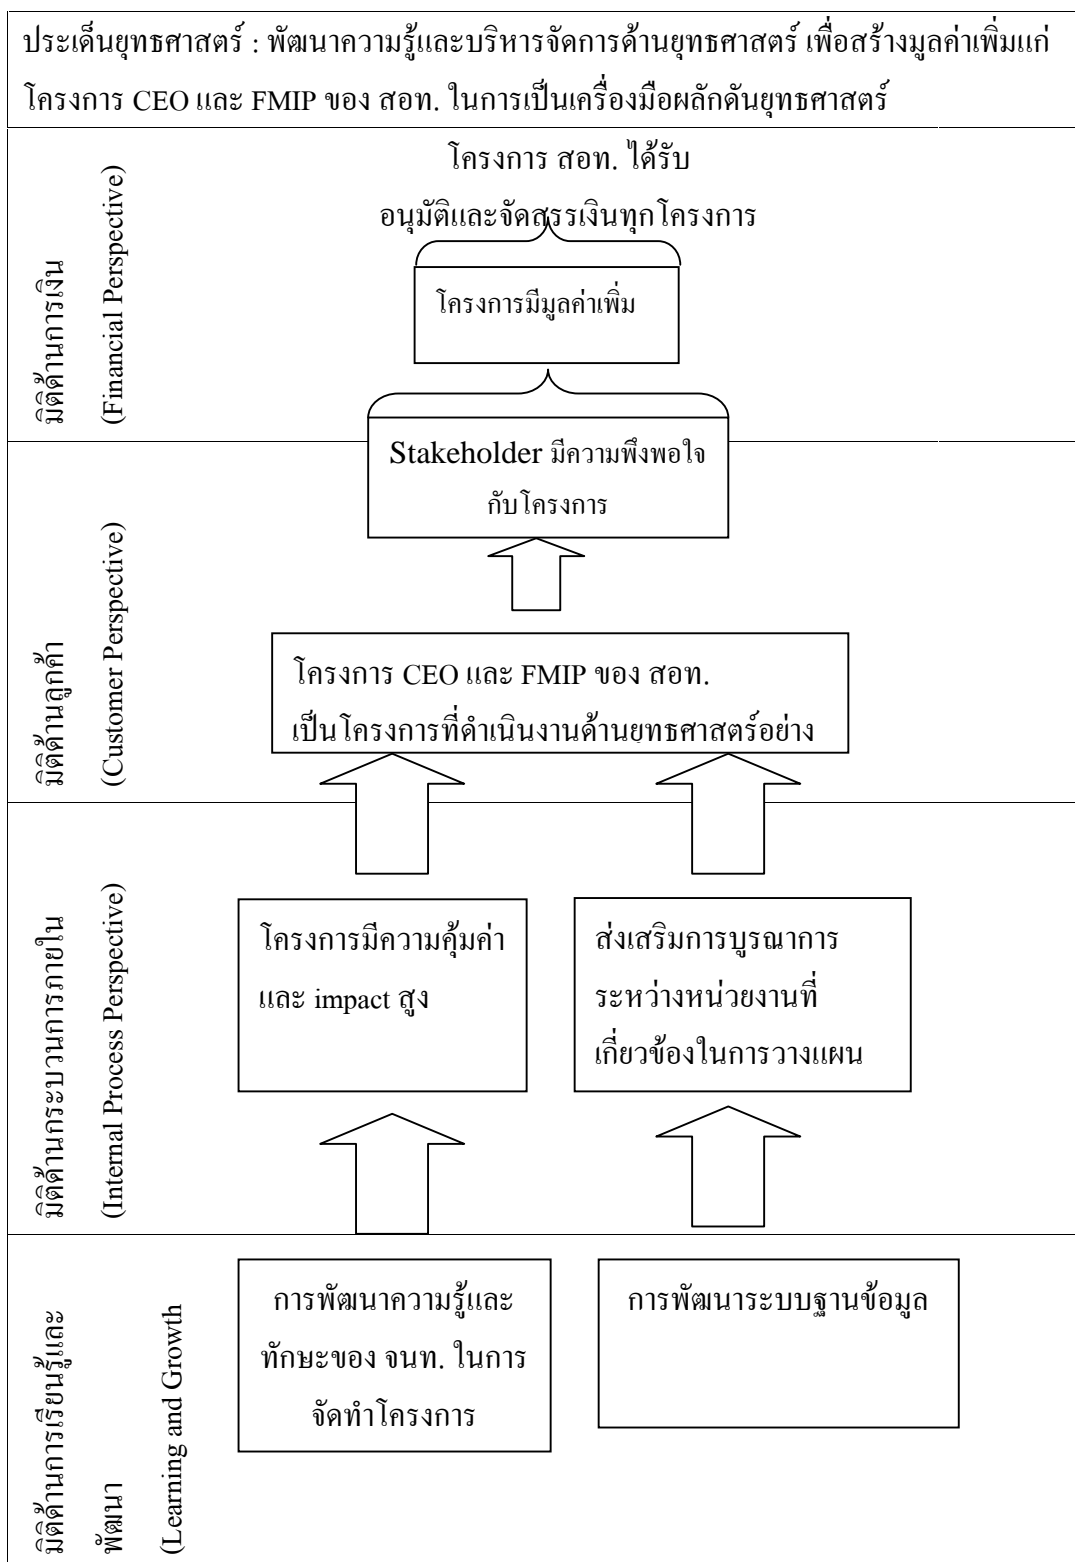 ประเด็นยุทธศาสตร์ : พัฒนาความรู้และบริหารจัดการด้านยุทธศาสตร์ เพื่อสร้างมูลค่าเพิ่มแก่
โครงการ CEO และ FMIP ของ สอท. ในการเป็นเครื่องมือผลักดันยุทธศาสตร์
มิติด้านการเงิน
(Financial Perspective)
โครงการ สอท. ได้รับ
อนุมัติและจัดสรรเงินทุกโครงการ
โครงการมีมูลค่าเพิ่ม
มิติด้านลูกค้า
(Customer Perspective)
Stakeholder มีความพึงพอใจ
กับโครงการ
โครงการ CEO และ FMIP ของ สอท.
เป็นโครงการที่ดำเนินงานด้านยุทธศาสตร์อย่าง
มิติด้านกระบวนการภายใน
(Internal Process Perspective)
โครงการมีความคุ้มค่า
และ impact สูง
ส่งเสริมการบูรณาการ
ระหว่างหน่วยงานที่
เกี่ยวข้องในการวางแผน
มิติด้านการเรียนรู้และ
พัฒนา
(Learning and Growth
การพัฒนาความรู้และ
ทักษะของ จนท. ในการ
จัดทำโครงการ
การพัฒนาระบบฐานข้อมูล